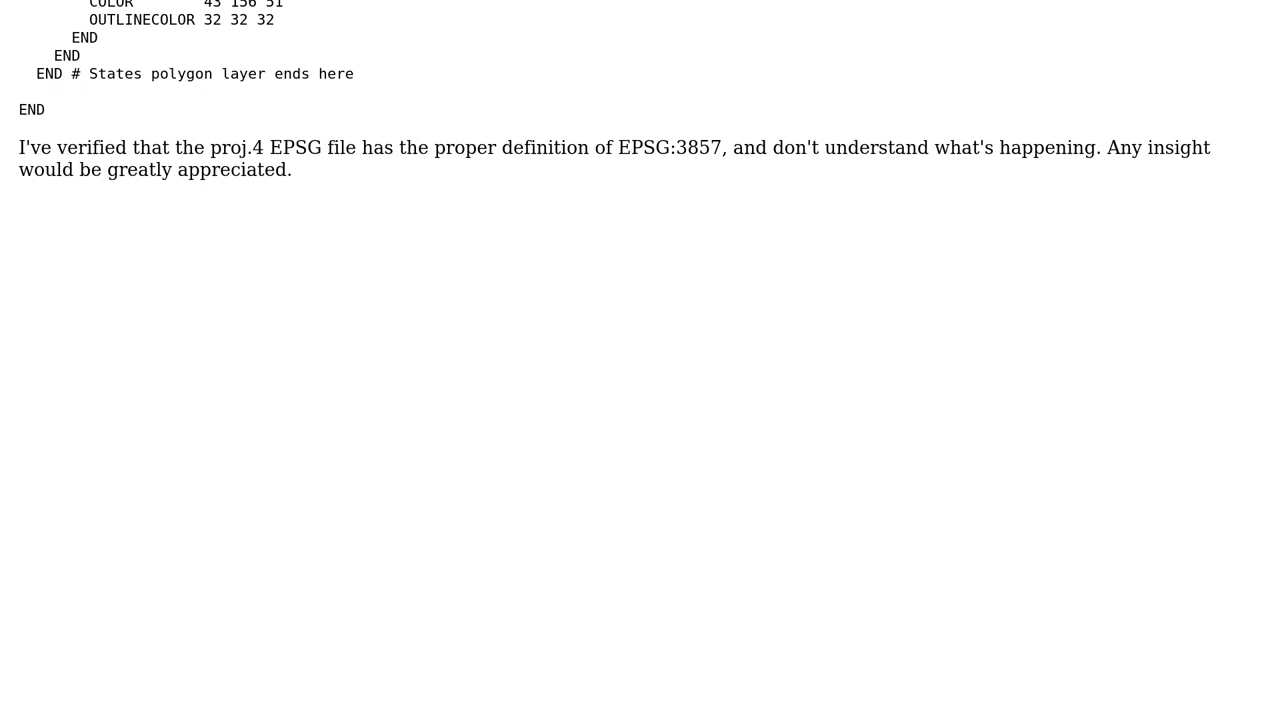 COLOR        43 156 51
        OUTLINECOLOR 32 32 32
      END
    END
  END # States polygon layer ends here
END
I've verified that the proj.4 EPSG file has the proper definition of EPSG:3857, and don't understand what's happening. Any insight
would be greatly appreciated.